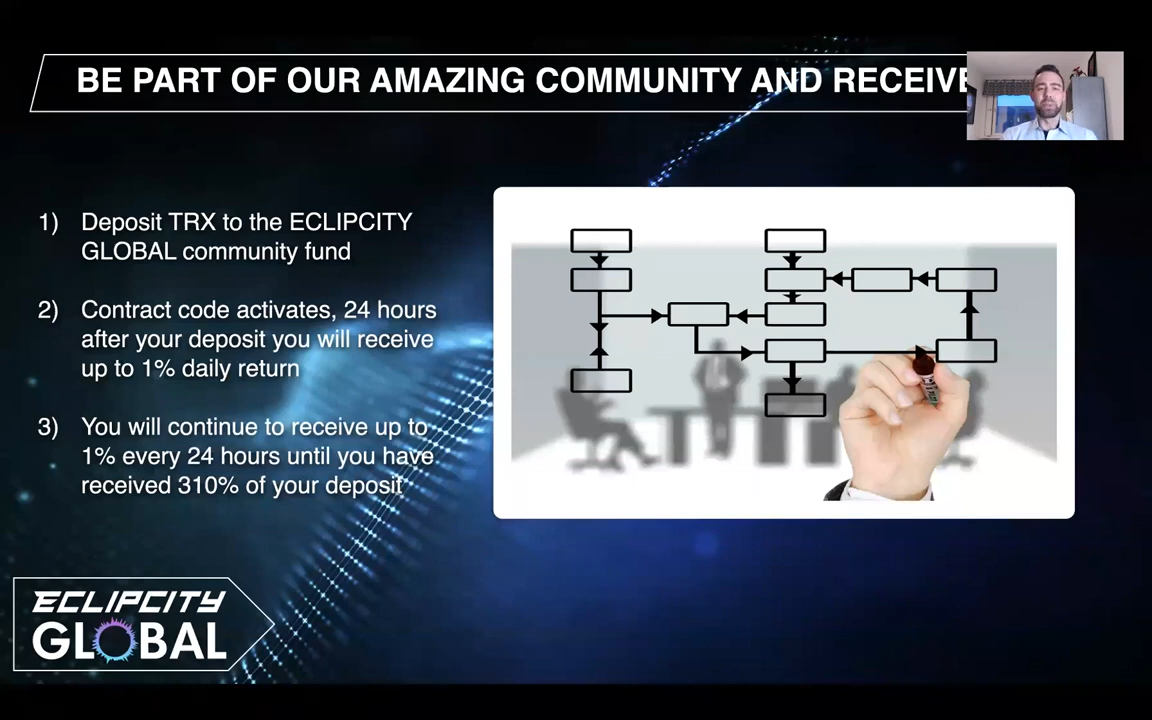 BE PART OF OUR AMAZING COMMUNITY AND RECEIVE
1) Deposit TRX to the ECLIPCITY
GLOBAL community fund
2) Contract code activates, 24 hours
after your deposit you will receive
up to 1% daily return
3) You will continue to receive up to
1% every 24 hours until you have
received 310% of your deposit
ECLIPCITY
GLOBAL